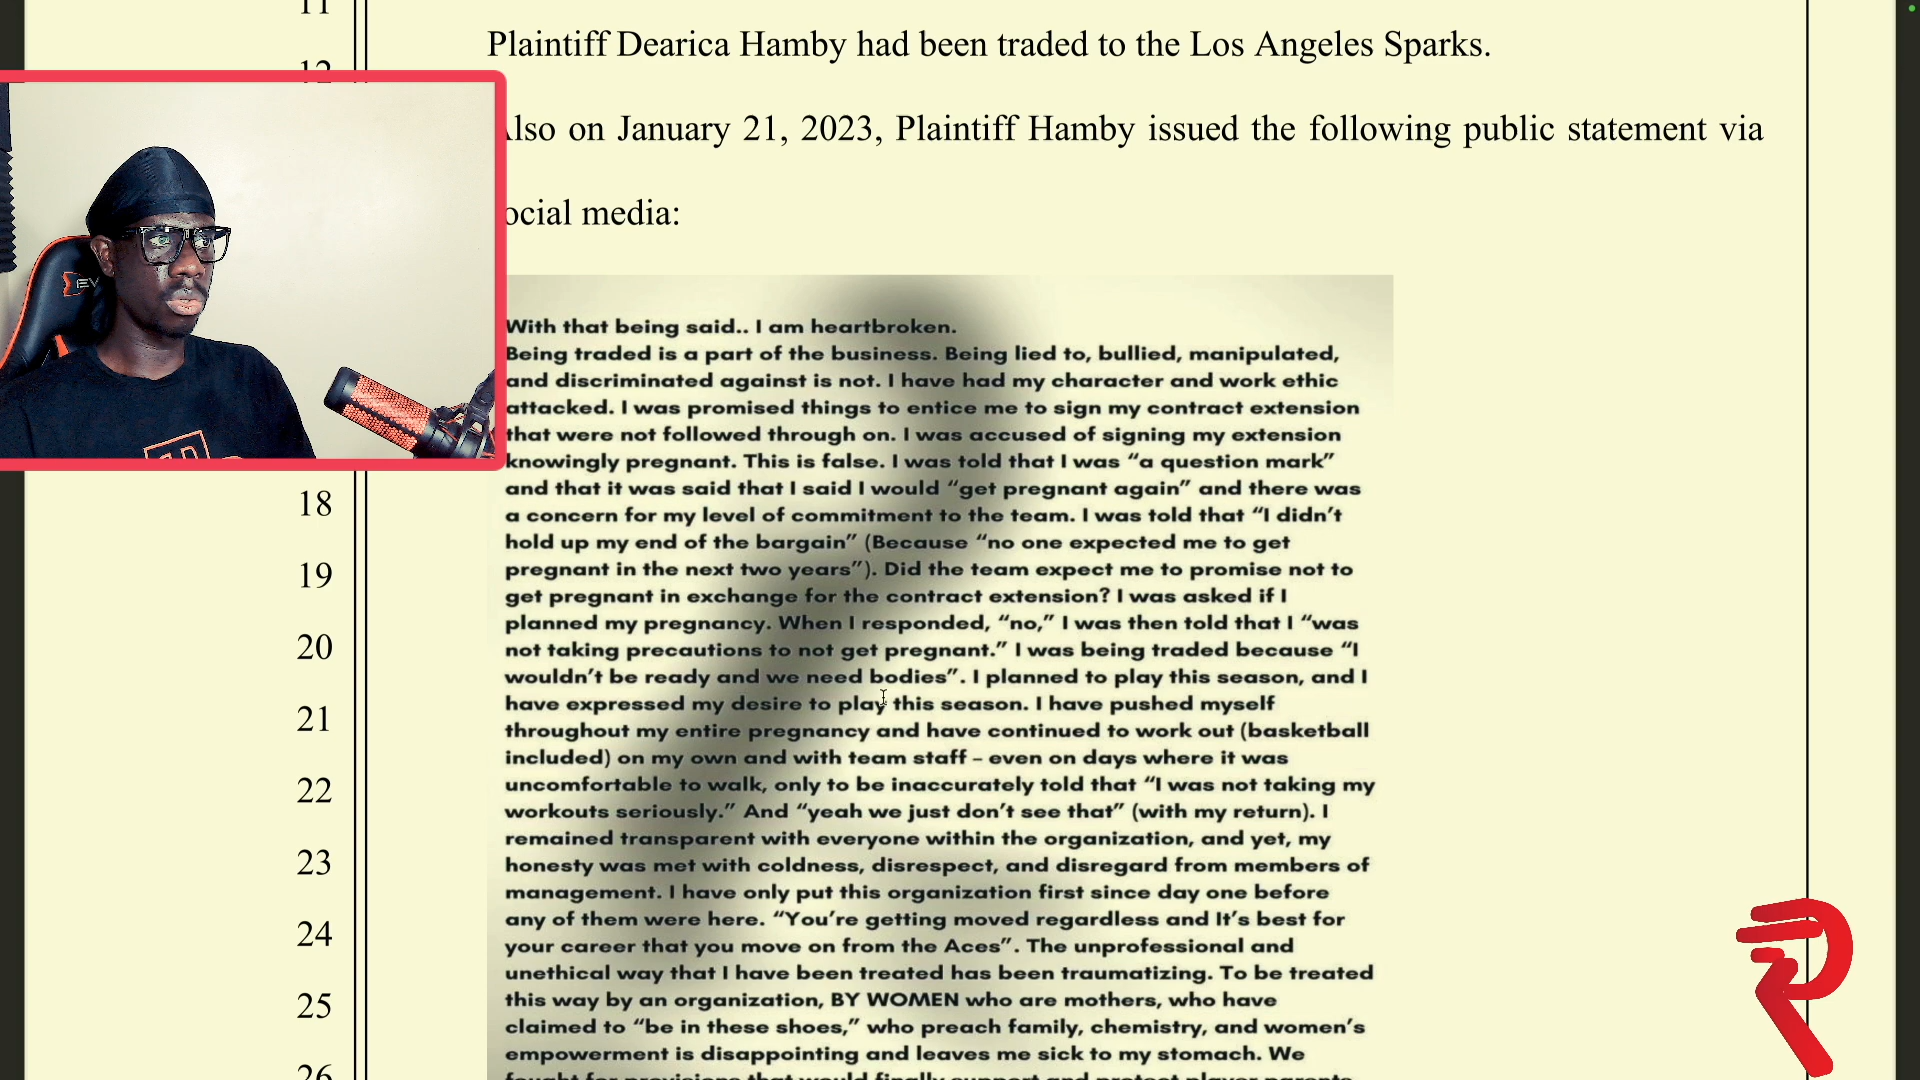 11
Plaintiff Dearica Hamby had been traded to the Los Angeles Sparks.
12
Also on January 21, 2023, Plaintiff Hamby issued the following public statement via
social media:
With that being said.. I am heartbroken.
Being traded is a part of the business. Being lied to, bullied, manipulated,
and discriminated against is not. I have had my character and work ethic
attacked. I was promised things to entice me to sign my contract extension
that were not followed through on. I was accused of signing my extension
knowingly pregnant. This is false. I was told that I was “a question mark”
and that it was said that I said I would “get pregnant again” and there was
18
a concern for my level of commitment to the team. I was told that “I didn’t
hold up my end of the bargain” (Because “no one expected me to get
19
pregnant in the next two years”). Did the team expect me to promise not to
get pregnant in exchange for the contract extension? I was asked if I
planned my pregnancy. When I responded, “no,” I was then told that I “was
20
not taking precautions to not get pregnant.” I was being traded because “I
wouldn’t be ready and we need bodies”. I planned to play this season, and I
have expressed my desire to play this season. I have pushed myself
21
throughout my entire pregnancy and have continued to work out (basketball
included) on my own and with team staff – even on days where it was
uncomfortable to walk, only to be inaccurately told that “I was not taking my
22
workouts seriously.” And “yeah we just don’t see that” (with my return). I
remained transparent with everyone within the organization, and yet, my
23
honesty was met with coldness, disrespect, and disregard from members of
management. I have only put this organization first since day one before
any of them were here. “You’re getting moved regardless and It’s best for
24
your career that you move on from the Aces”. The unprofessional and
unethical way that I have been treated has been traumatizing. To be treated
25
this way by an organization, BY WOMEN who are mothers, who have
claimed to “be in these shoes,” who preach family, chemistry, and women’s
empowerment is disappointing and leaves me sick to my stomach. We
26
fought for provisions that would finally support and protect player parents.
R